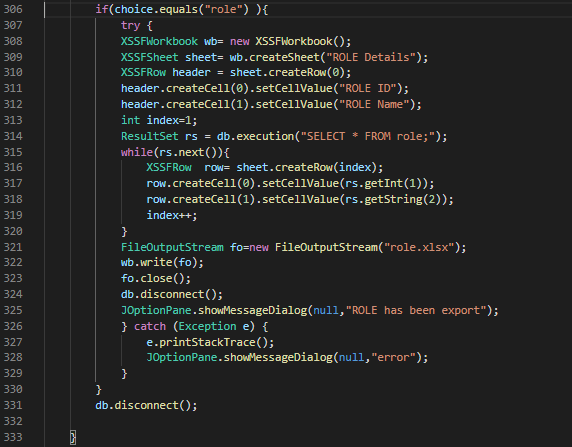 306 if(choice.equals("role") ){
307 try {
308 XSSFWorkbook wb= new XSSFWorkbook();
309 XSSFSheet sheet= wb.createSheet("ROLE Details");
310 XSSFRow header = sheet.createRow(0);
311 header.createCell(0).setCellValue("ROLE ID");
312 header.createCell(1).setCellValue("ROLE Name");
313 int index=1;
314 ResultSet rs = db.execution("SELECT * FROM role;");
315 while(rs.next()){
316 XSSFRow  row= sheet.createRow(index);
317 row.createCell(0).setCellValue(rs.getInt(1));
318 row.createCell(1).setCellValue(rs.getString(2));
319 index++;
320 }
321 FileOutputStream fo=new FileOutputStream("role.xlsx");
322 wb.write(fo);
323 fo.close();
324 db.disconnect();
325 JOptionPane.showMessageDialog(null,"ROLE has been export");
326 } catch (Exception e) {
327 e.printStackTrace();
328 JOptionPane.showMessageDialog(null,"error");
329 }
330 }
331 db.disconnect();
332
333 }